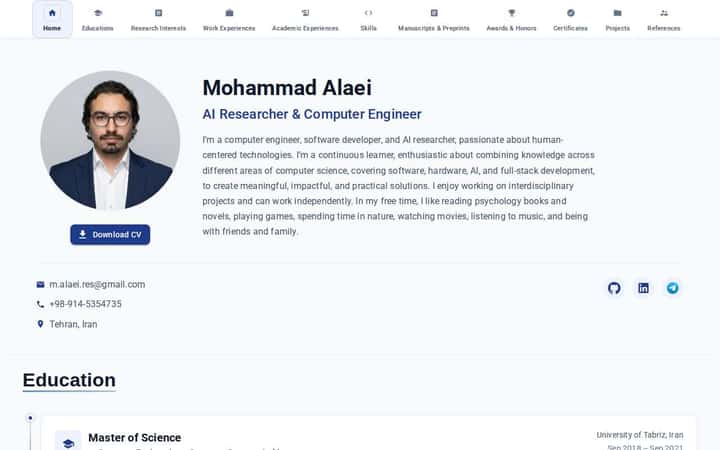 Home
Educations
Research Interests
Work Experiences
Academic Experiences
Skills
Manuscripts & Preprints
Awards & Honors
Certificates
Projects
References
Mohammad Alaei
AI Researcher & Computer Engineer
I'm a computer engineer, software developer, and AI researcher, passionate about human-
centered technologies. I'm a continuous learner, enthusiastic about combining knowledge across
different areas of computer science, covering software, hardware, AI, and full-stack development,
to create meaningful, impactful, and practical solutions. I enjoy working on interdisciplinary
projects and can work independently. In my free time, I like reading psychology books and
novels, playing games, spending time in nature, watching movies, listening to music, and being
with friends and family.
Download CV
m.alaei.res@gmail.com
+98-914-5354735
Tehran, Iran
Education
Master of Science
University of Tabriz, Iran
Sep 2018 – Sep 2021